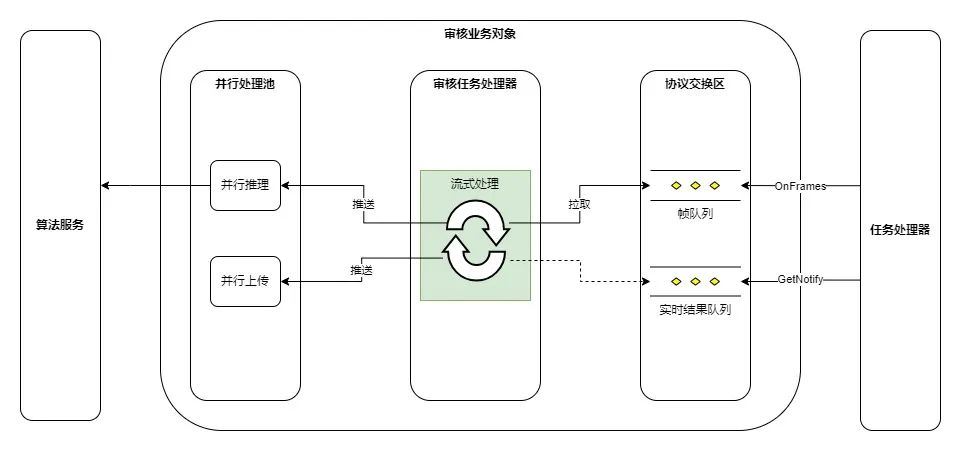 审核业务对象
并行处理池
审核任务处理器
协议交换区
流式处理
并行推理
OnFrames
推送
拉取
帧队列
算法服务
任务处理器
推送
并行上传
GetNotify
实时结果队列